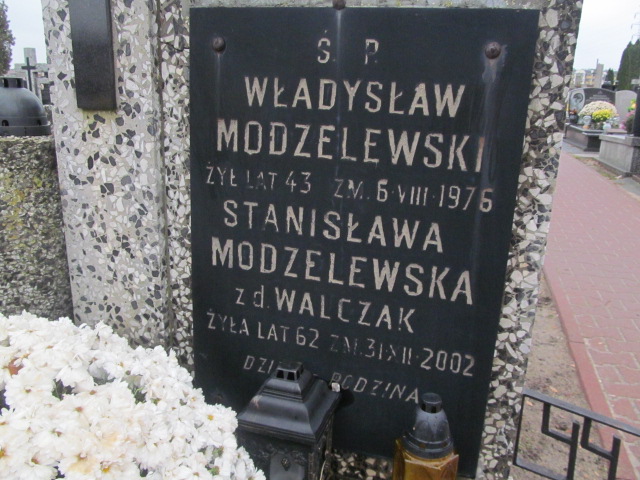 Ś. P.
WŁADYSŁAW
MODZELEWSKI
ŻYŁ LAT 43 ZM. 6 VIII 1976
STANISŁAWA
MODZELEWSKA
z d. WALCZAK
ŻYŁA LAT 62 ZM. 31 XII 2002
RODZINA